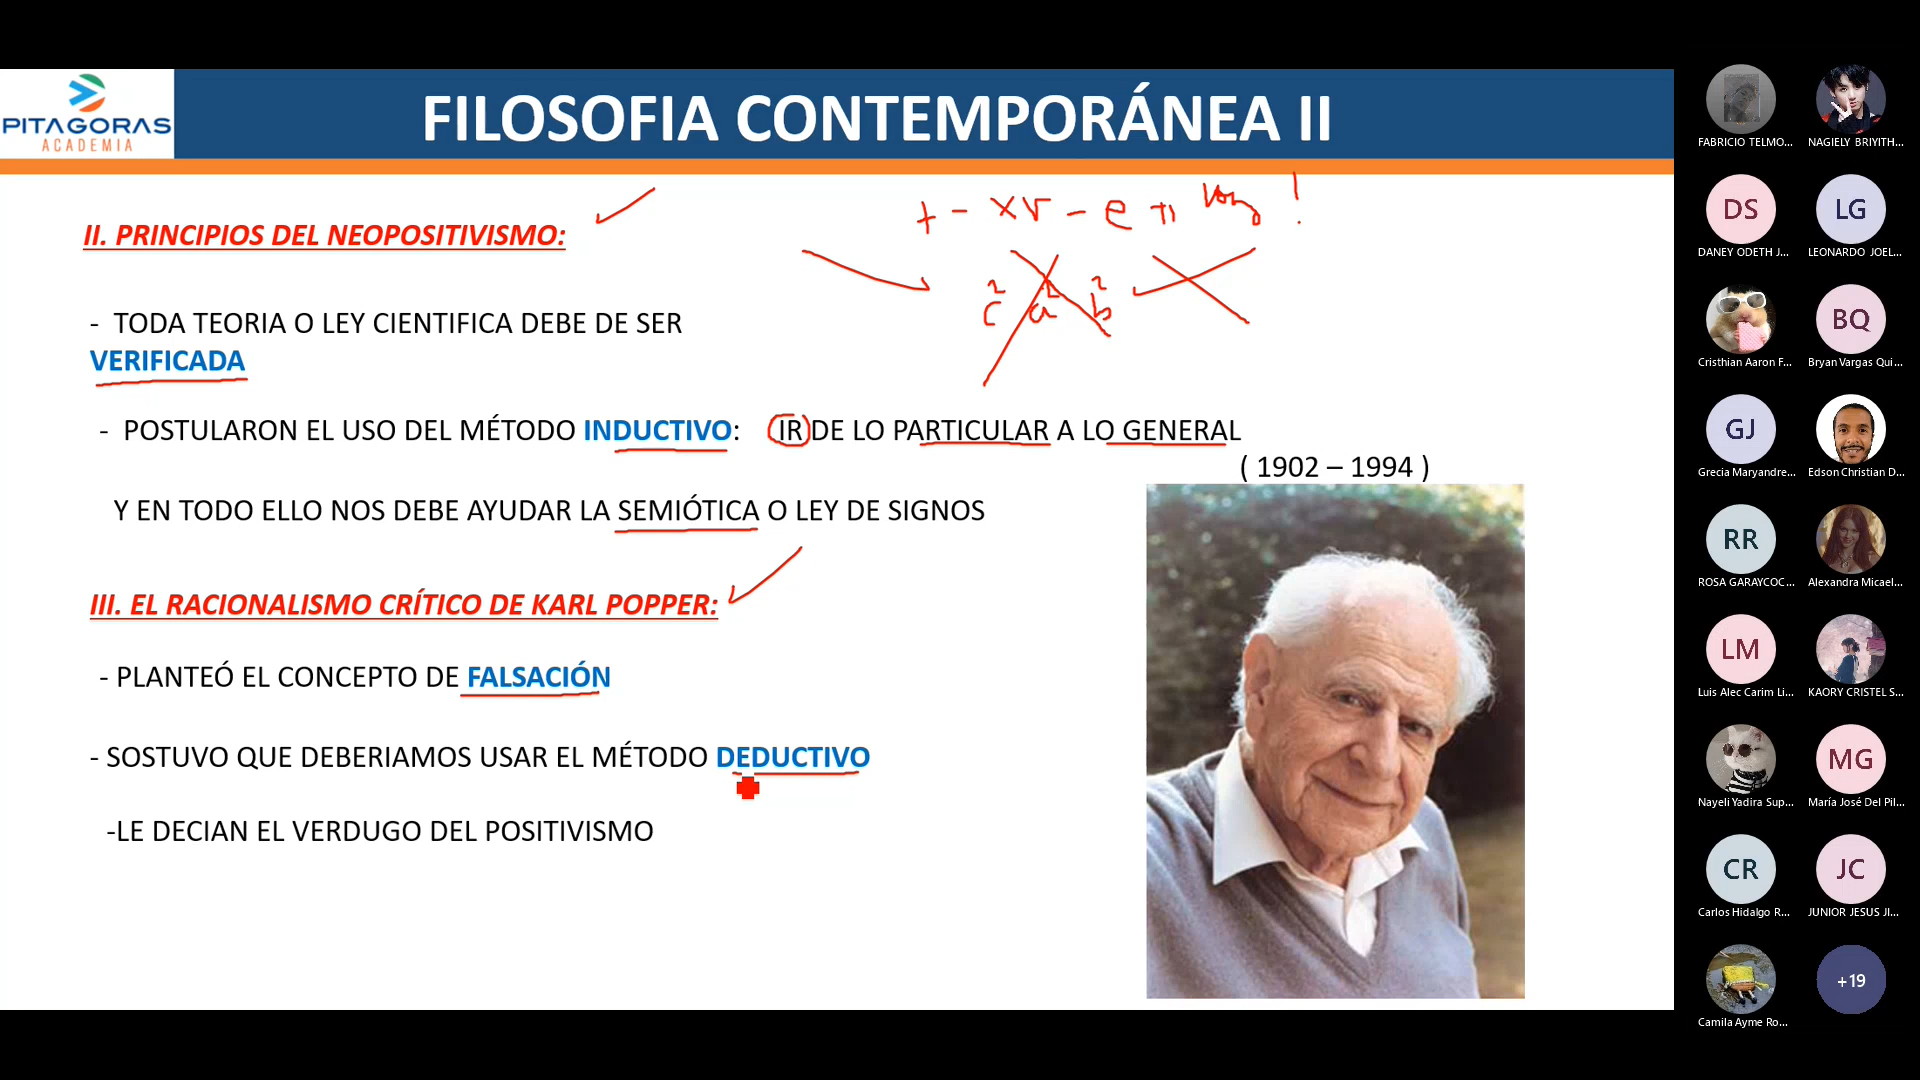 PITAGORAS
ACADEMIA
FILOSOFIA CONTEMPORÁNEA II
II. PRINCIPIOS DEL NEOPOSITIVISMO:
- TODA TEORIA O LEY CIENTIFICA DEBE DE SER
VERIFICADA
- POSTULARON EL USO DEL MÉTODO INDUCTIVO: IR DE LO PARTICULAR A LO GENERAL
( 1902 – 1994 )
Y EN TODO ELLO NOS DEBE AYUDAR LA SEMIÓTICA O LEY DE SIGNOS
III. EL RACIONALISMO CRÍTICO DE KARL POPPER:
- PLANTEÓ EL CONCEPTO DE FALSACIÓN
- SOSTUVO QUE DEBERIAMOS USAR EL MÉTODO DEDUCTIVO
-LE DECIAN EL VERDUGO DEL POSITIVISMO
c² a² b²
FABRICIO TELMO...
NAGIELY BRIYITH...
DS
LG
DANEY ODETH J...
LEONARDO JOEL...
BQ
Cristhian Aaron F...
Bryan Vargas Qui...
GJ
Grecia Maryandre...
Edson Christian D...
RR
ROSA GARAYCOC...
Alexandra Micael...
LM
Luis Alec Carim Li...
KAORY CRISTEL S...
MG
Nayeli Yadira Sup...
María José Del Pil...
CR
JC
Carlos Hidalgo R...
JUNIOR JESUS JI...
+19
Camila Ayme Ro...